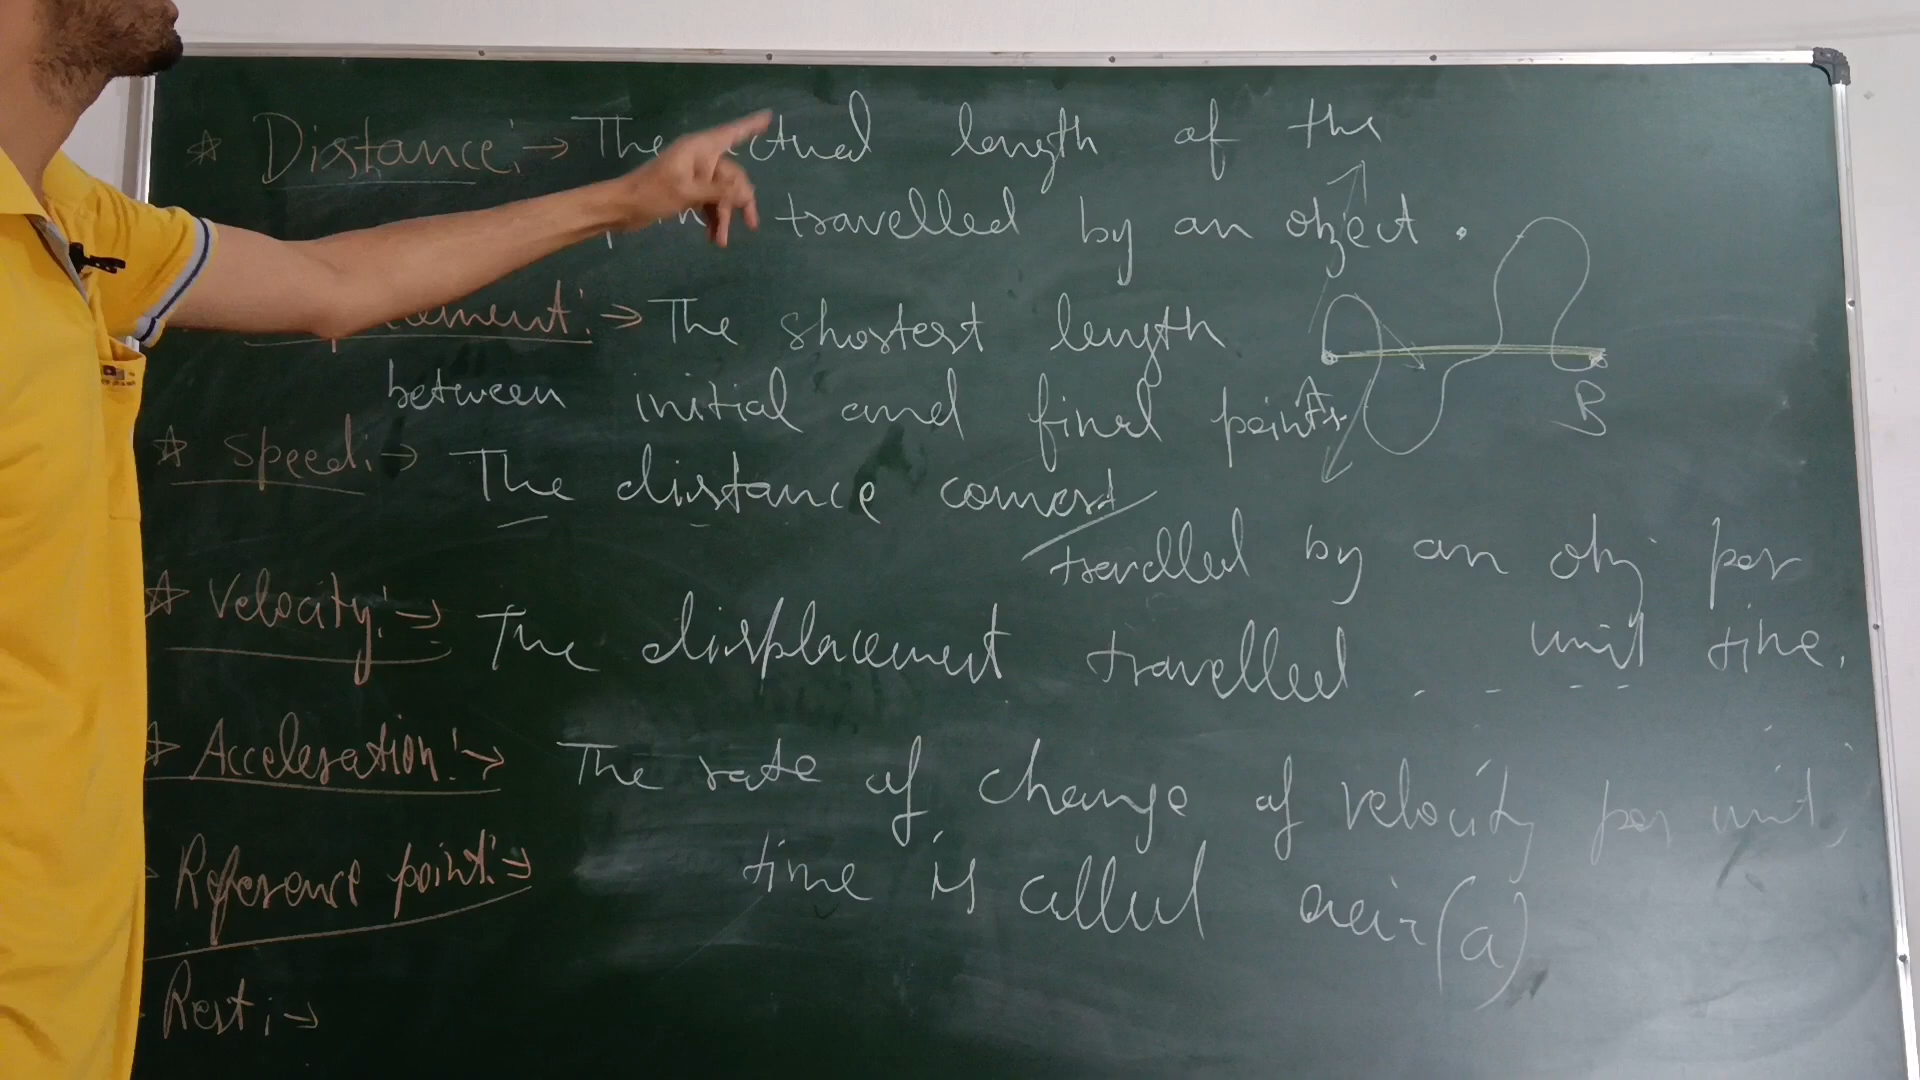 ☆ Distance:→ The actual length of the
travelled by an object.
ement:→ The shortest length
between initial and final points.
A B
☆ Speed:→ The distance
travelled by an obj per
unit time.
☆ Velocity:→ The displacement travelled - - - -
☆ Acceleration:→ The rate of change of velocity per unit
time is called (a)
Reference point:→
Rest:→